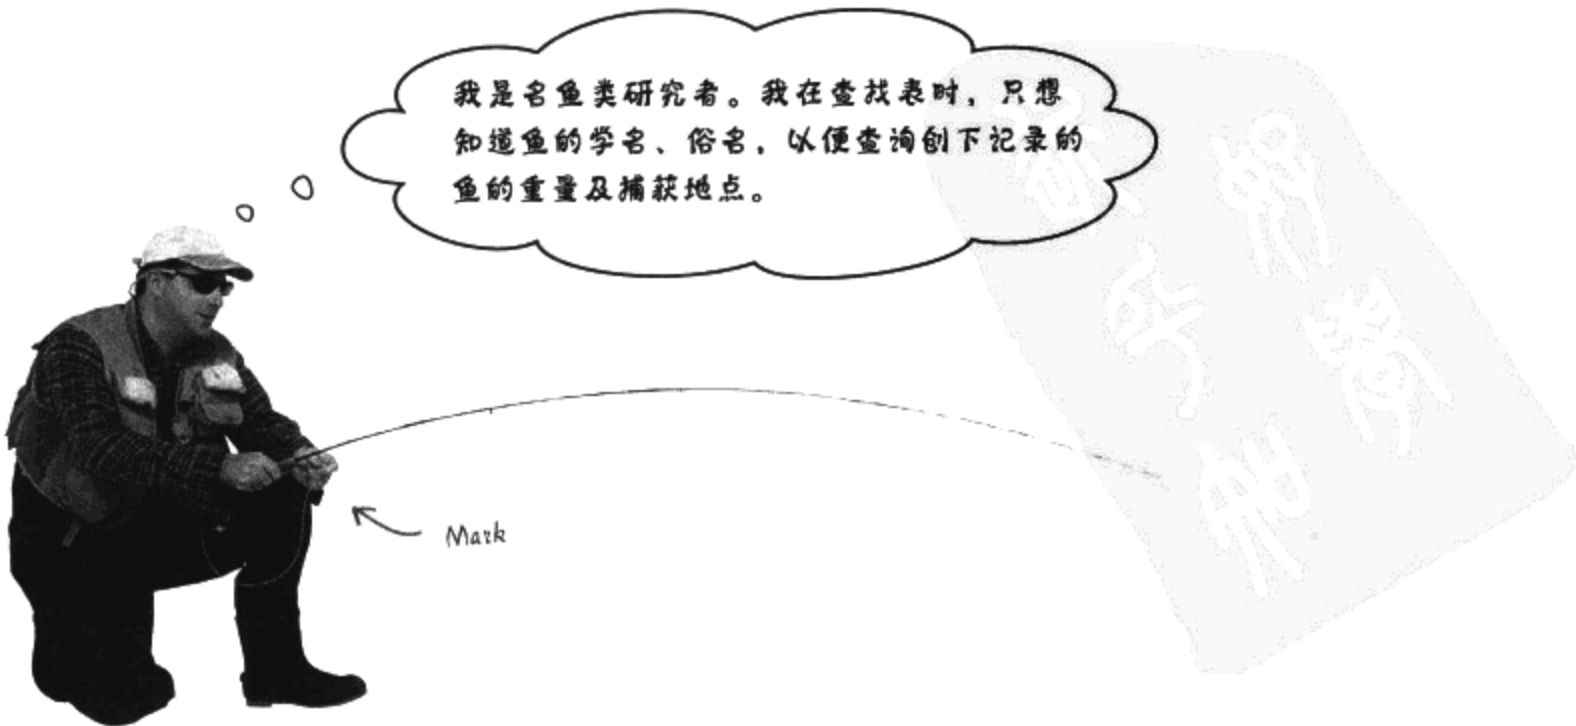 我是名鱼类研究者。我在查找表时，只想
知道鱼的学名、俗名，以便查询创下记录的
鱼的重量及捕获地点。
Mark